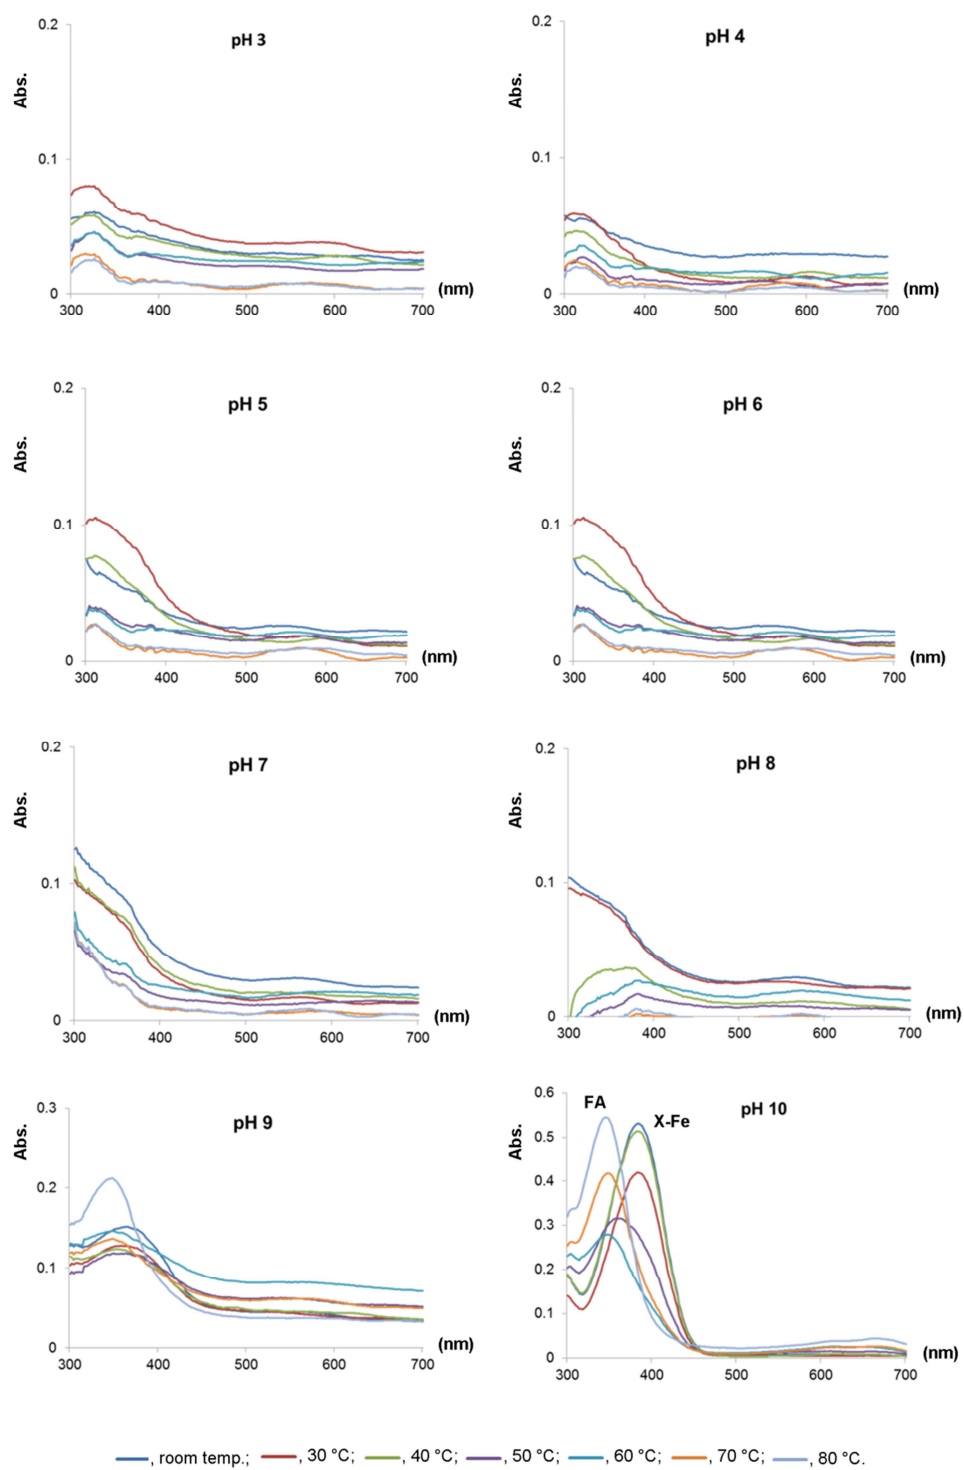 pH 3
pH 4
0.2
0.2
Abs.
Abs.
0.1
0.1
0
(nm)
0
(nm)
300 400 500 600 700
300 400 500 600 700
pH 5
pH 6
0.2
0.2
Abs.
Abs.
0.1
0.1
0
(nm)
0
(nm)
300 400 500 600 700
300 400 500 600 700
pH 7
pH 8
0.2
0.2
Abs.
Abs.
0.1
0.1
0
(nm)
0
(nm)
300 400 500 600 700
300 400 500 600 700
pH 9
pH 10
0.3
0.6
Abs.
Abs.
FA
X-Fe
0.2
0.5
0.4
0.1
0.3
0.2
0.1
0
(nm)
0
(nm)
300 400 500 600 700
300 400 500 600 700
, room temp.; , 30 °C; , 40 °C; , 50 °C; , 60 °C; , 70 °C; , 80 °C.